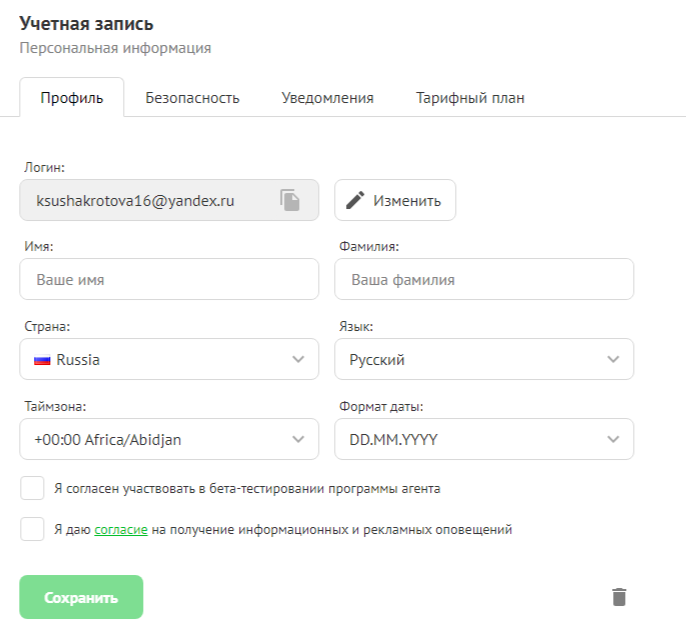 Учетная запись
Персональная информация
Профиль Безопасность Уведомления Тарифный план
Логин:
ksushakrotova16@yandex.ru Изменить
Имя: Фамилия:
Ваше имя Ваша фамилия
Страна: Язык:
Russia Русский
Таймзона: Формат даты:
+00:00 Africa/Abidjan DD.MM.YYYY
Я согласен участвовать в бета-тестировании программы агента
Я даю согласие на получение информационных и рекламных оповещений
Сохранить